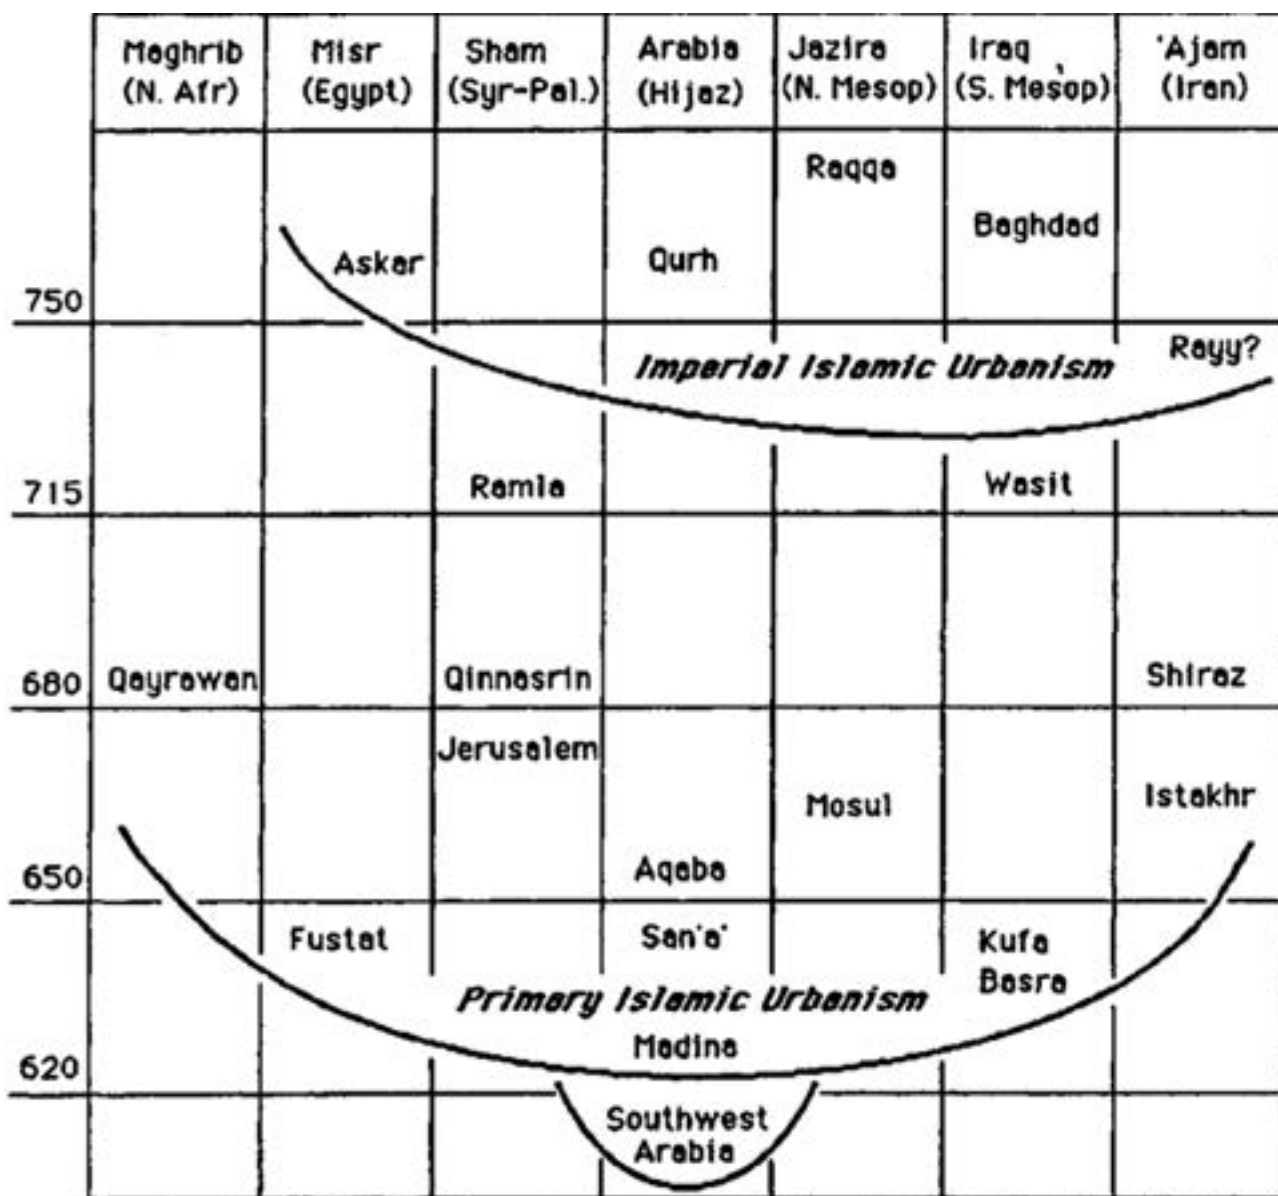 Maghrib
(N. Afr)
Misr
(Egypt)
Sham
(Syr-Pal.)
Arabia
(Hijaz)
Jazira
(N. Mesop)
Iraq
(S. Mesop)
'Ajam
(Iran)
Raqqa
Baghdad
Askar
Qurh
750
Rayy?
Imperial Islamic Urbanism
Ramla
Wasit
715
Qayrawan
Qinnasrin
Shiraz
680
Jerusalem
Mosul
Istakhr
Aqaba
650
Fustat
San'a'
Kufa
Basra
Primary Islamic Urbanism
Madina
620
Southwest
Arabia